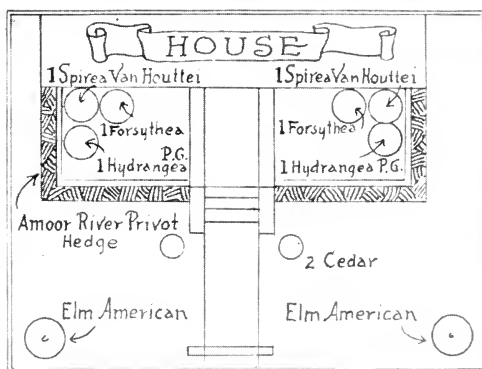 HOUSE
1 Spirea Van Houttei
1 Spirea Van Houttei
1 Forsythea
P.G.
1 Hydrangea
1 Forsythea
1 Hydrangea P.G.
Amoor River Privot
Hedge
2 Cedar
Elm American
Elm American